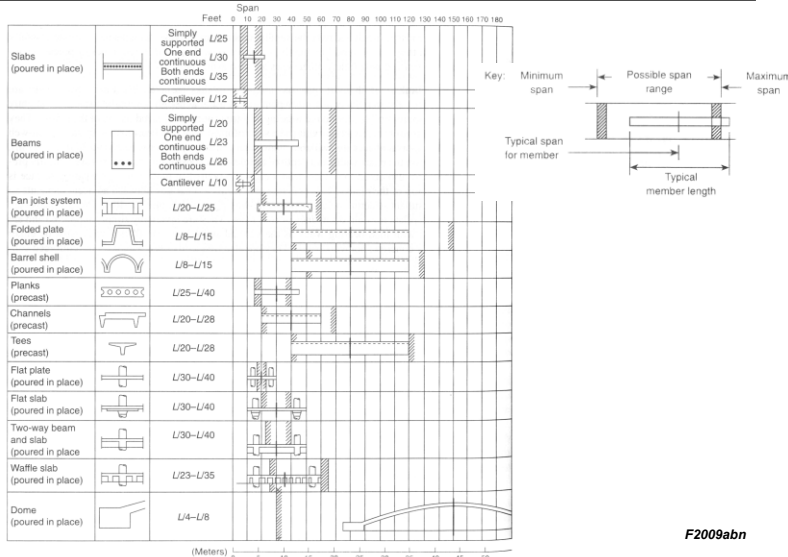 Span
Feet 0 10 20 30 40 50 60 70 80 90 100 110 120 130 140 150 160 170 180
Slabs
(poured in place)
Simply
supported L/25
One end
continuous L/30
Both ends
continuous L/35
Cantilever L/12
Beams
(poured in place)
Simply
supported L/20
One end
continuous L/23
Both ends
continuous L/26
Cantilever L/10
Pan joist system
(poured in place)
L/20–L/25
Folded plate
(poured in place)
L/8–L/15
Barrel shell
(poured in place)
L/8–L/15
Planks
(precast)
L/25–L/40
Channels
(precast)
L/20–L/28
Tees
(precast)
L/20–L/28
Flat plate
(poured in place)
L/30–L/40
Flat slab
(poured in place)
L/30–L/40
Two-way beam
and slab
(poured in place
L/30–L/40
Waffle slab
(poured in place)
L/23–L/35
Dome
(poured in place)
L/4–L/8
(Meters)
Key: Minimum
span
Possible span
range
Maximum
span
Typical span
for member
Typical
member length
F2009abn